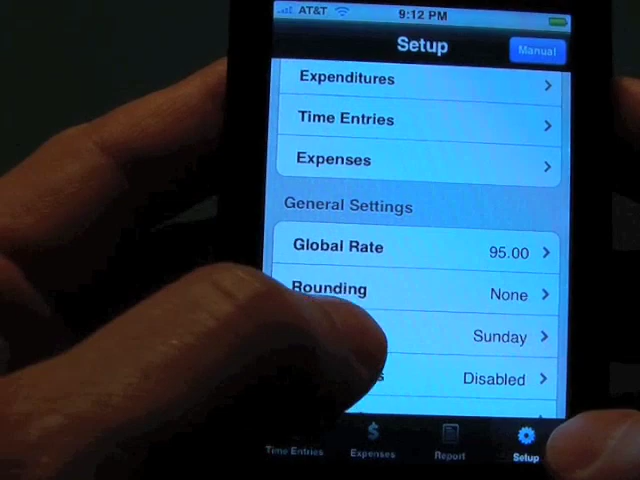 AT&T 9:12 PM
Setup Manual
Expenditures
Time Entries
Expenses
General Settings
Global Rate 95.00
Rounding None
Sunday
Disabled
Time Entries Expenses Report Setup